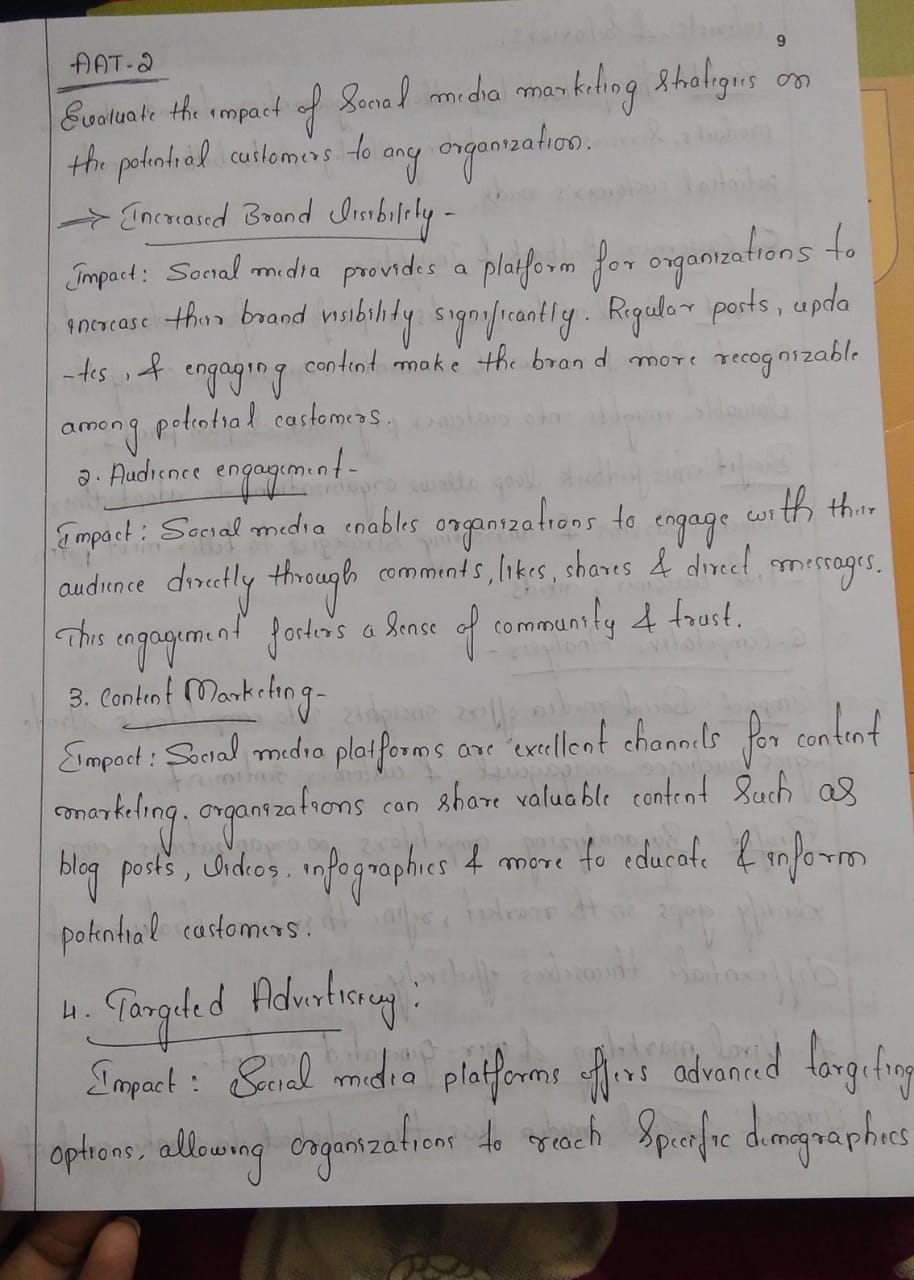 9
AAT-2
Evaluate the impact of Social media marketing strategies on
the potential customers to any organization.
→ Increased Brand Visibility -
Impact: Social media provides a platform for organizations to
increase their brand visibility significantly. Regular posts, upda
-tes, & engaging content make the brand more recognizable
among potential castomers.
2. Audience engagement -
Impact: Social media enables organizations to engage with their
audience directly through comments, likes, shares & direct messages.
This engagement fosters a sense of community & trust.
3. Content Marketing -
Impact: Social media platforms are excellent channels for content
marketing. organizations can share valuable content such as
blog posts, Videos, infographics & more to educate & inform
potential castomers.
4. Targeted Advertising:
Impact: Social media platforms offers advanced targeting
options, allowing organizations to reach specific demographics